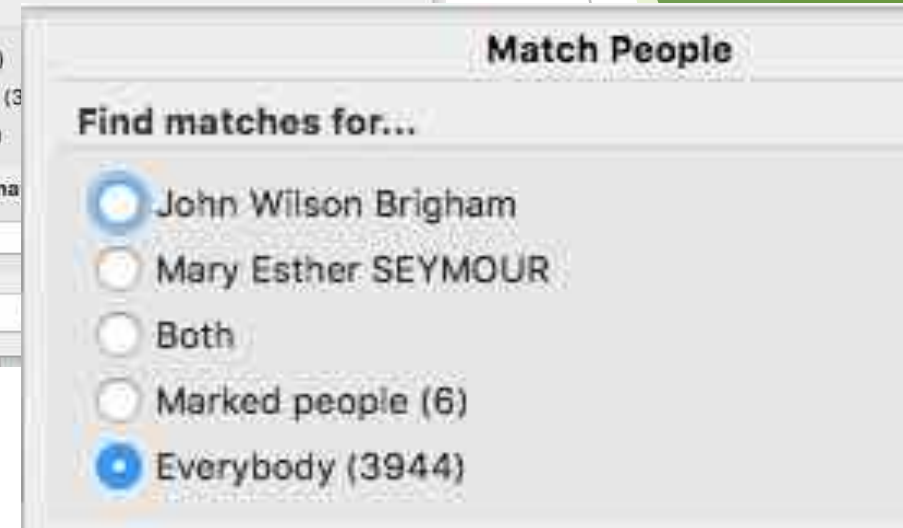 Match People
Find matches for...
John Wilson Brigham
Mary Esther SEYMOUR
Both
Marked people (6)
Everybody (3944)